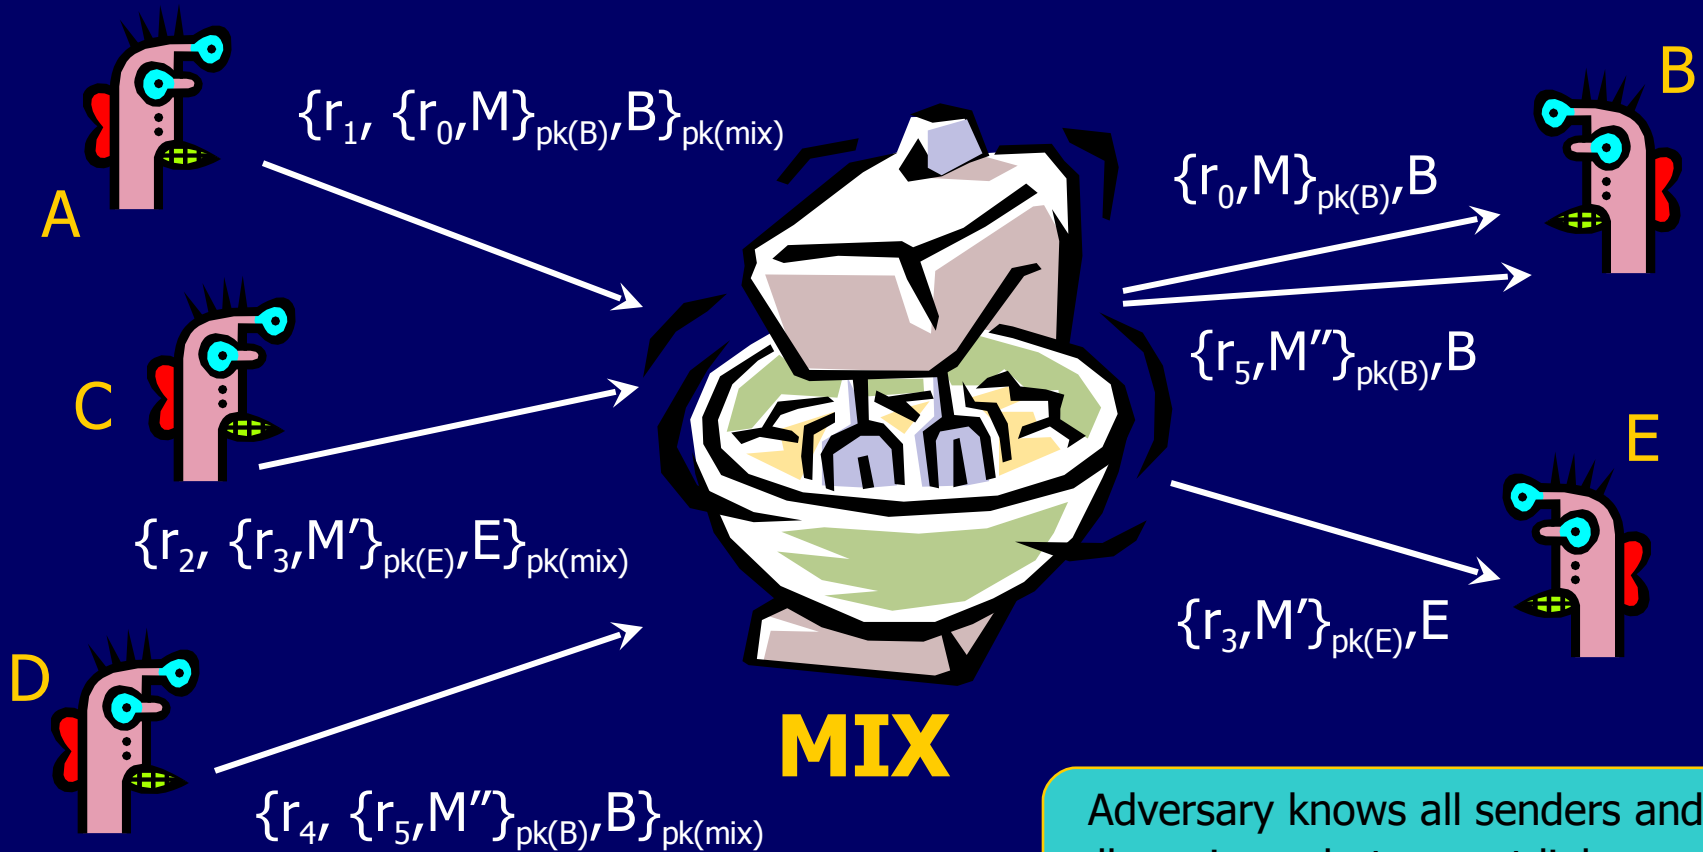 A
{r₁, {r₀,M}pk(B),B}pk(mix)
C
{r₂, {r₃,M′}pk(E),E}pk(mix)
D
{r₄, {r₅,M″}pk(B),B}pk(mix)
MIX
B
{r₀,M}pk(B),B
{r₅,M″}pk(B),B
E
{r₃,M′}pk(E),E
Adversary knows all senders and